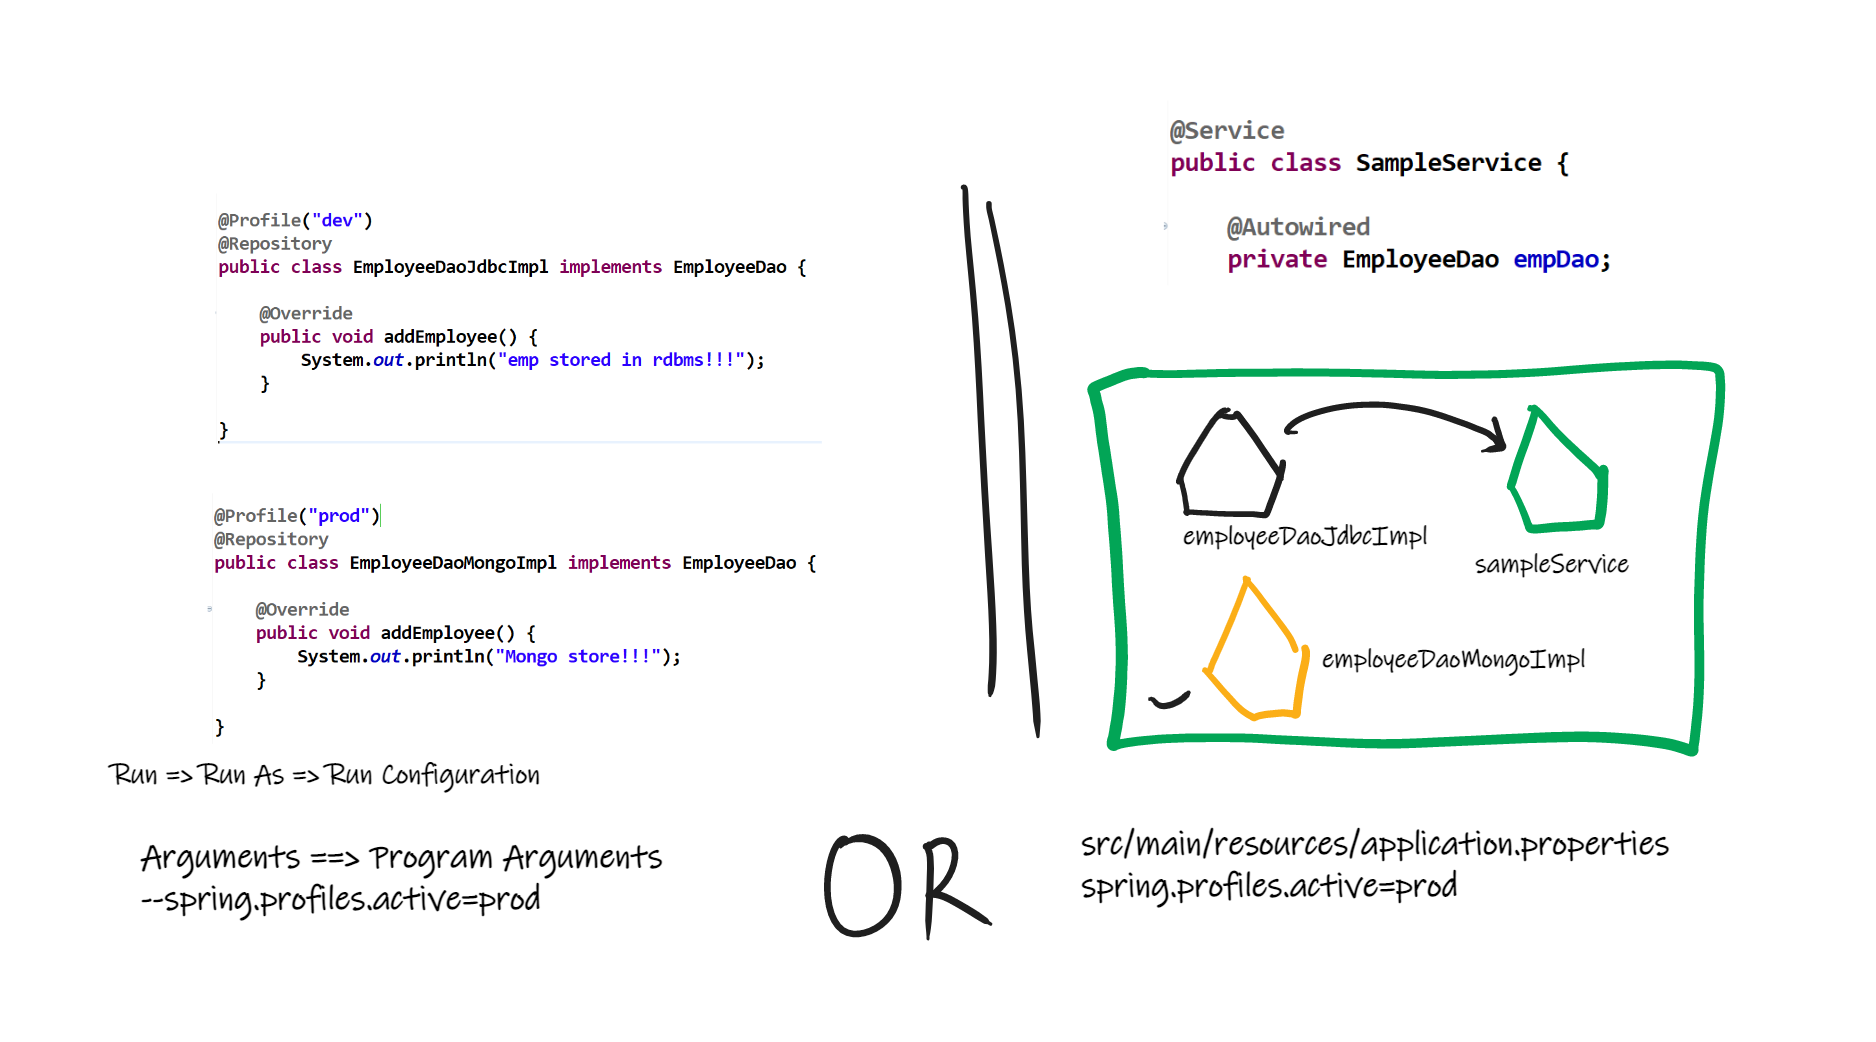 @Profile("dev")
@Repository
public class EmployeeDaoJdbcImpl implements EmployeeDao {
@Override
public void addEmployee() {
System.out.println("emp stored in rdbms!!!");
}
}
@Profile("prod")
@Repository
public class EmployeeDaoMongoImpl implements EmployeeDao {
@Override
public void addEmployee() {
System.out.println("Mongo store!!!");
}
}
Run => Run As => Run Configuration
Arguments ==> Program Arguments
--spring.profiles.active=prod
OR
@Service
public class SampleService {
@Autowired
private EmployeeDao empDao;
employeeDaoJdbcImpl
sampleService
employeeDaoMongoImpl
src/main/resources/application.properties
spring.profiles.active=prod